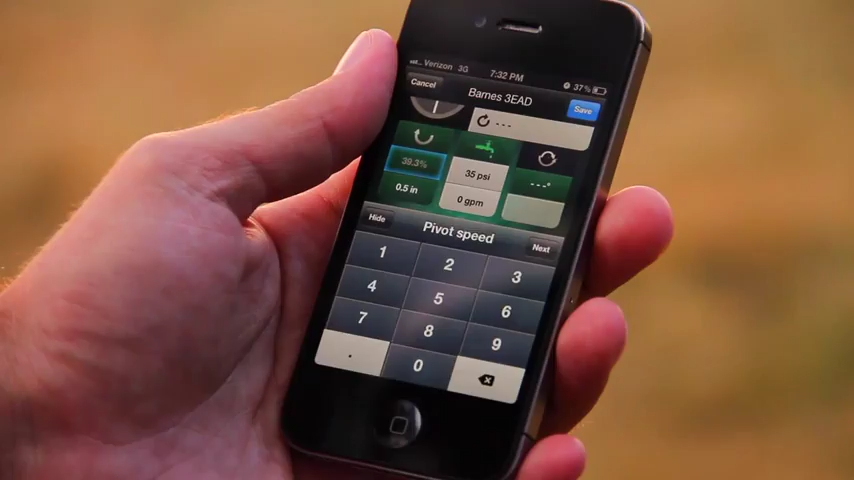 Verizon 3G 7:32 PM 37%
Cancel Barnes 3EAD Save
---
39.3%
35 psi
---°
0.5 in
0 gpm
Hide Pivot speed Next
1 2 3
4 5 6
7 8 9
. 0